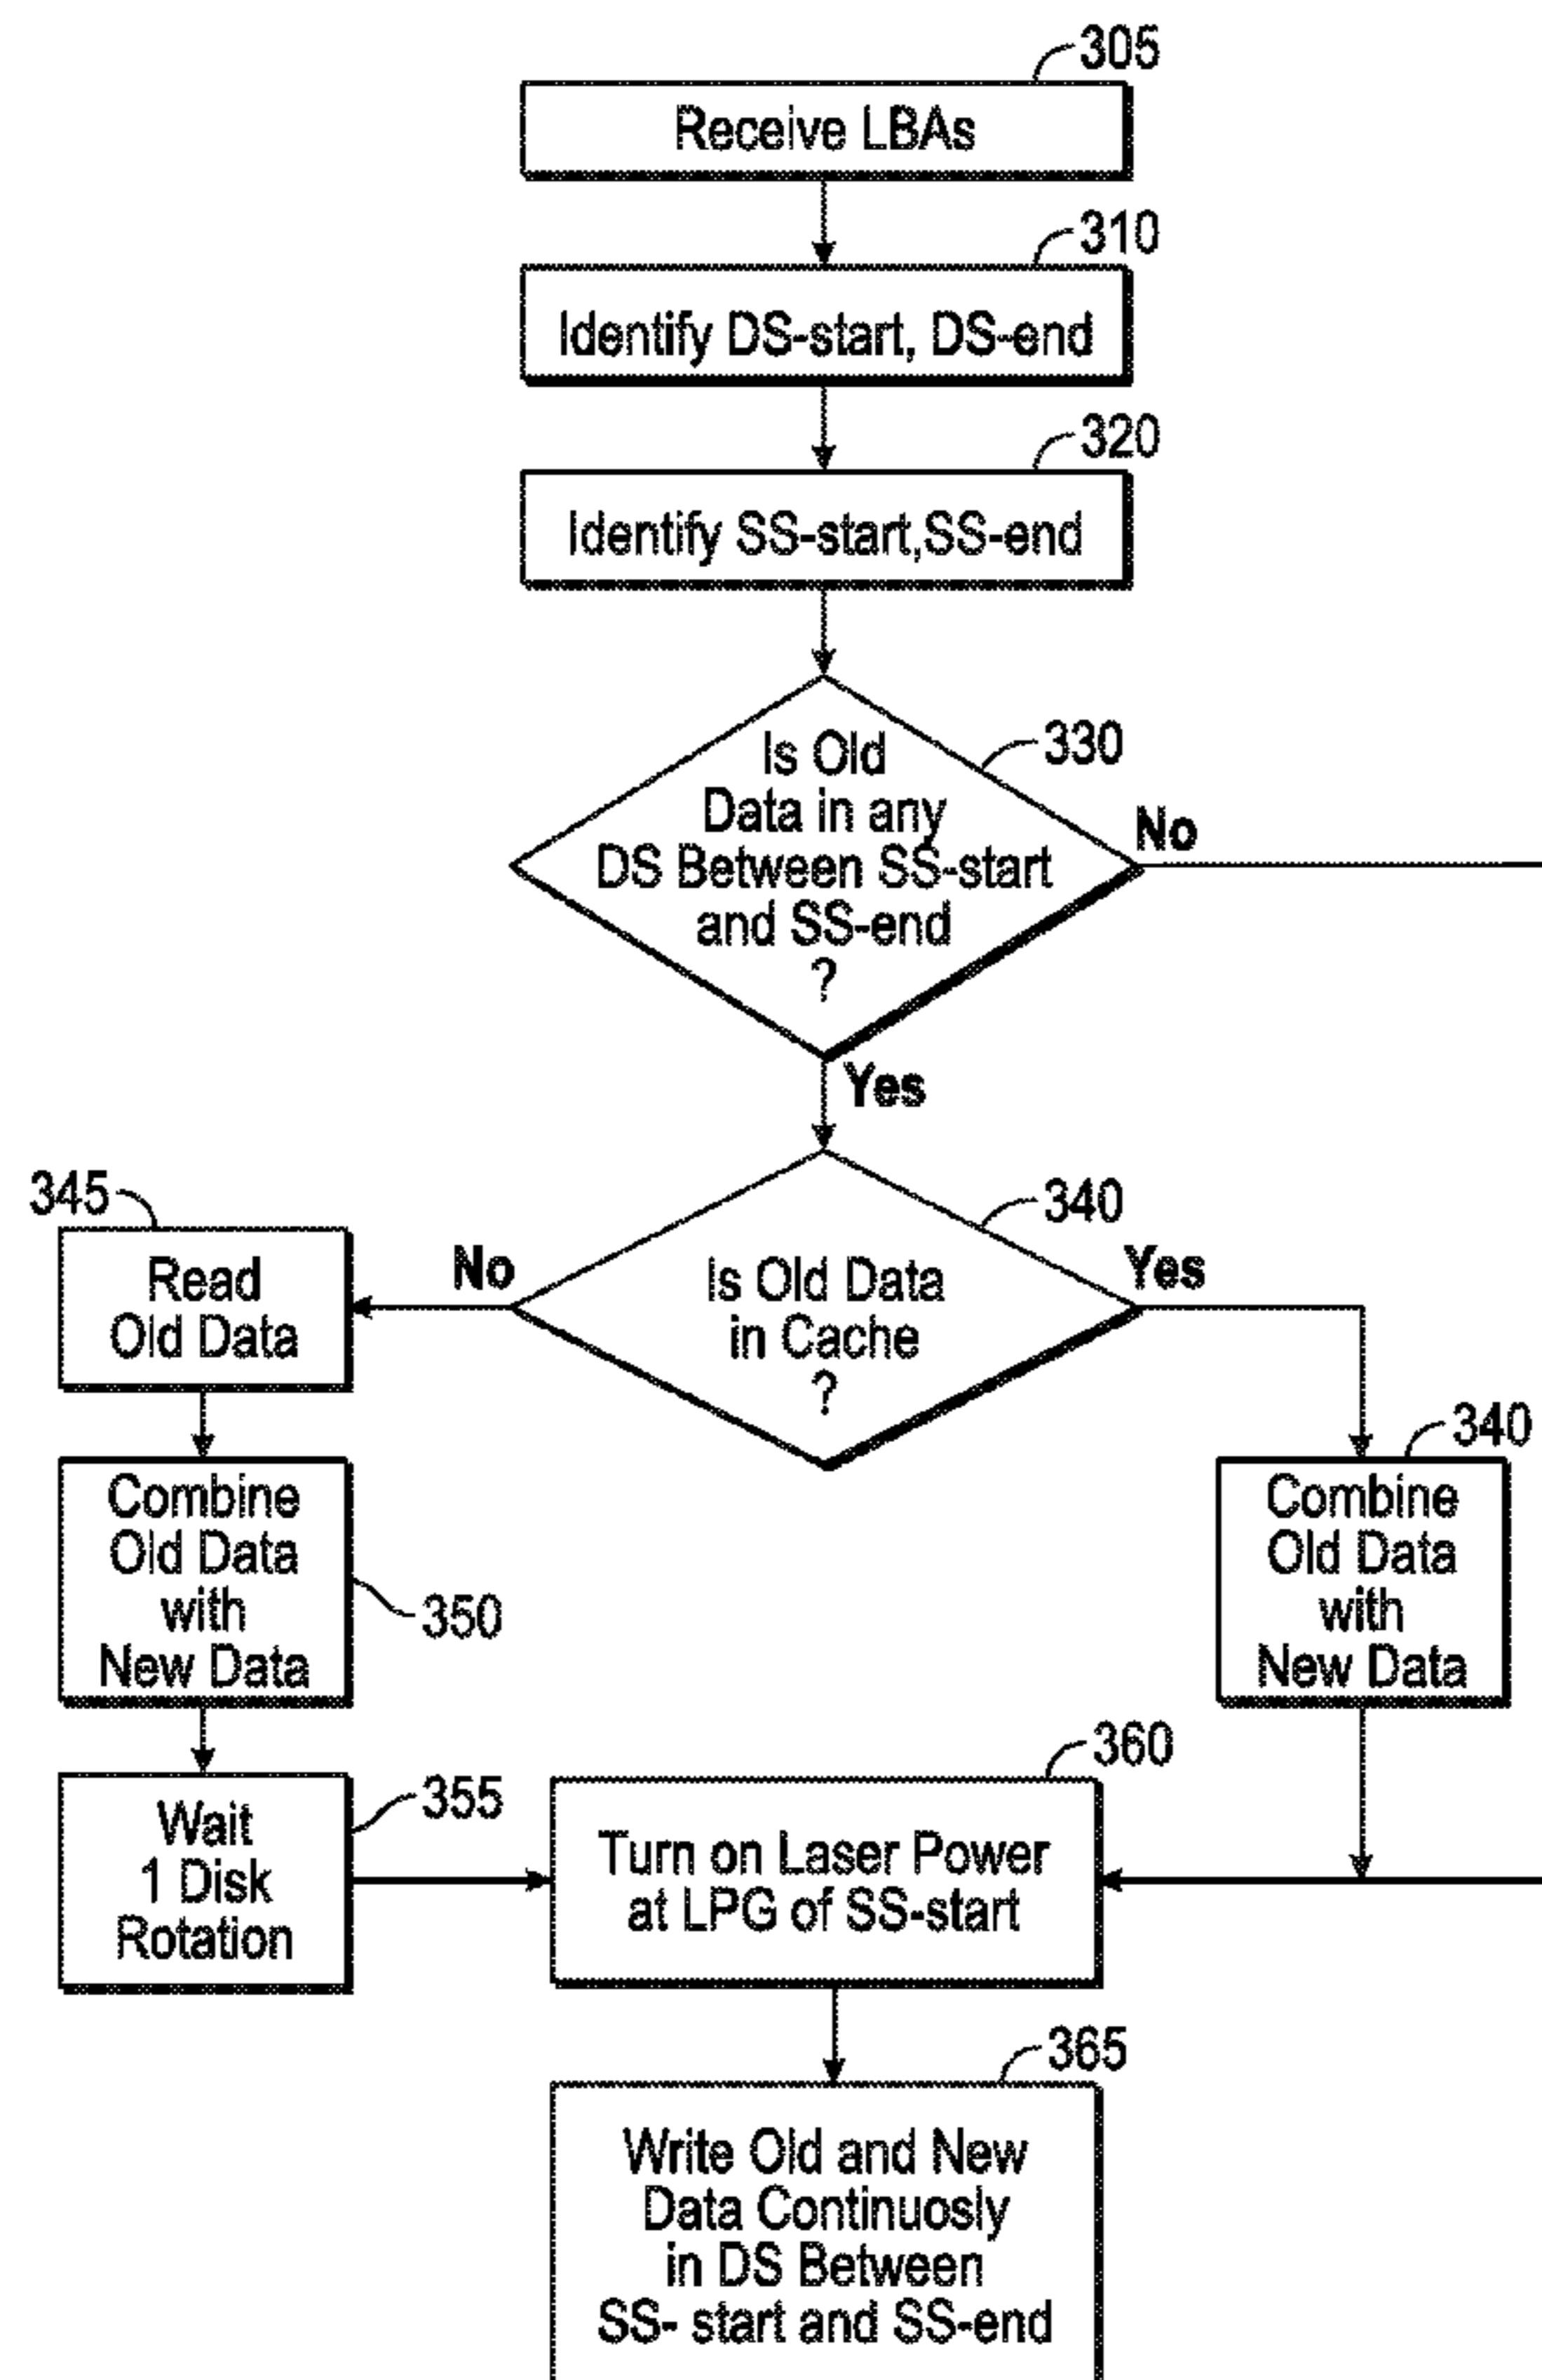 305
Receive LBAs
310
Identify DS-start, DS-end
320
Identify SS-start,SS-end
330
Is Old
Data in any
DS Between SS-start
and SS-end
?
No
Yes
340
Is Old Data
in Cache
?
No
Yes
345
Read
Old Data
340
Combine
Old Data
with
New Data
Combine
Old Data
with
New Data
350
Wait
1 Disk
Rotation
355
360
Turn on Laser Power
at LPG of SS-start
365
Write Old and New
Data Continuosly
in DS Between
SS- start and SS-end